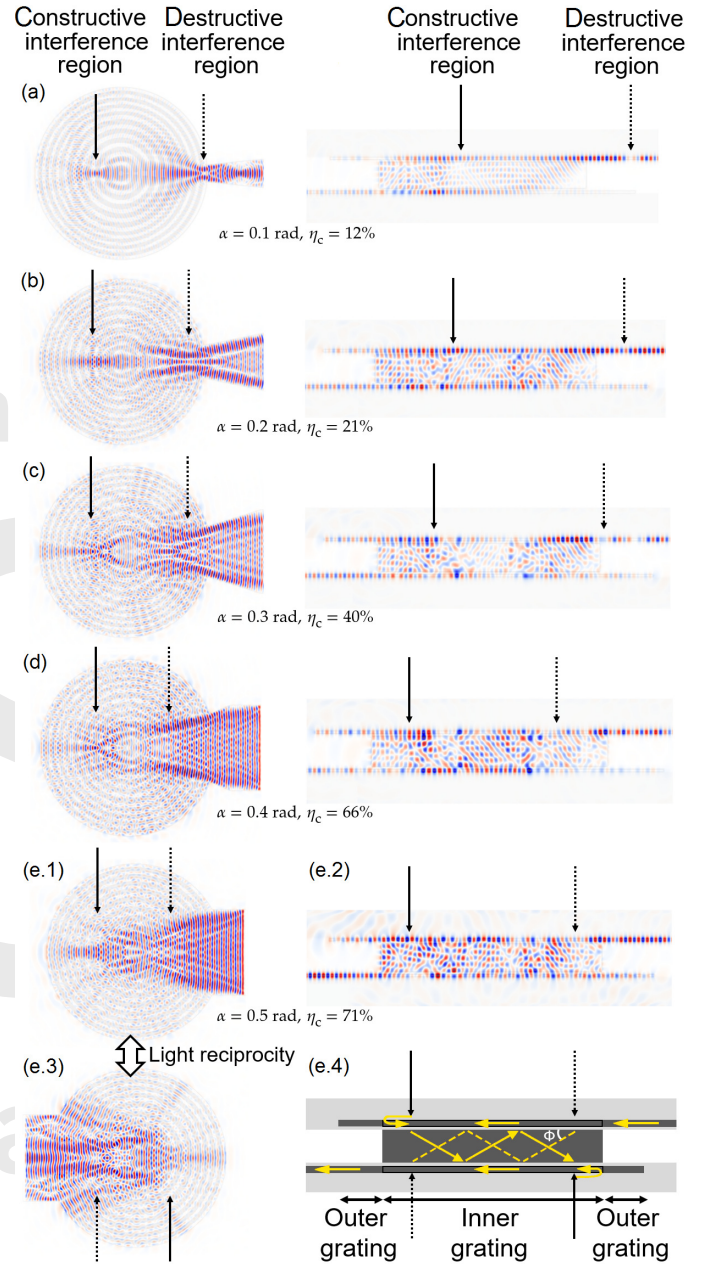 Constructive interference region
Destructive interference region
Constructive interference region
Destructive interference region
(a)
α = 0.1 rad, ηc = 12%
(b)
α = 0.2 rad, ηc = 21%
(c)
α = 0.3 rad, ηc = 40%
(d)
α = 0.4 rad, ηc = 66%
(e.1)
(e.2)
α = 0.5 rad, ηc = 71%
Light reciprocity
(e.3)
(e.4)
Φ
Outer grating
Inner grating
Outer grating